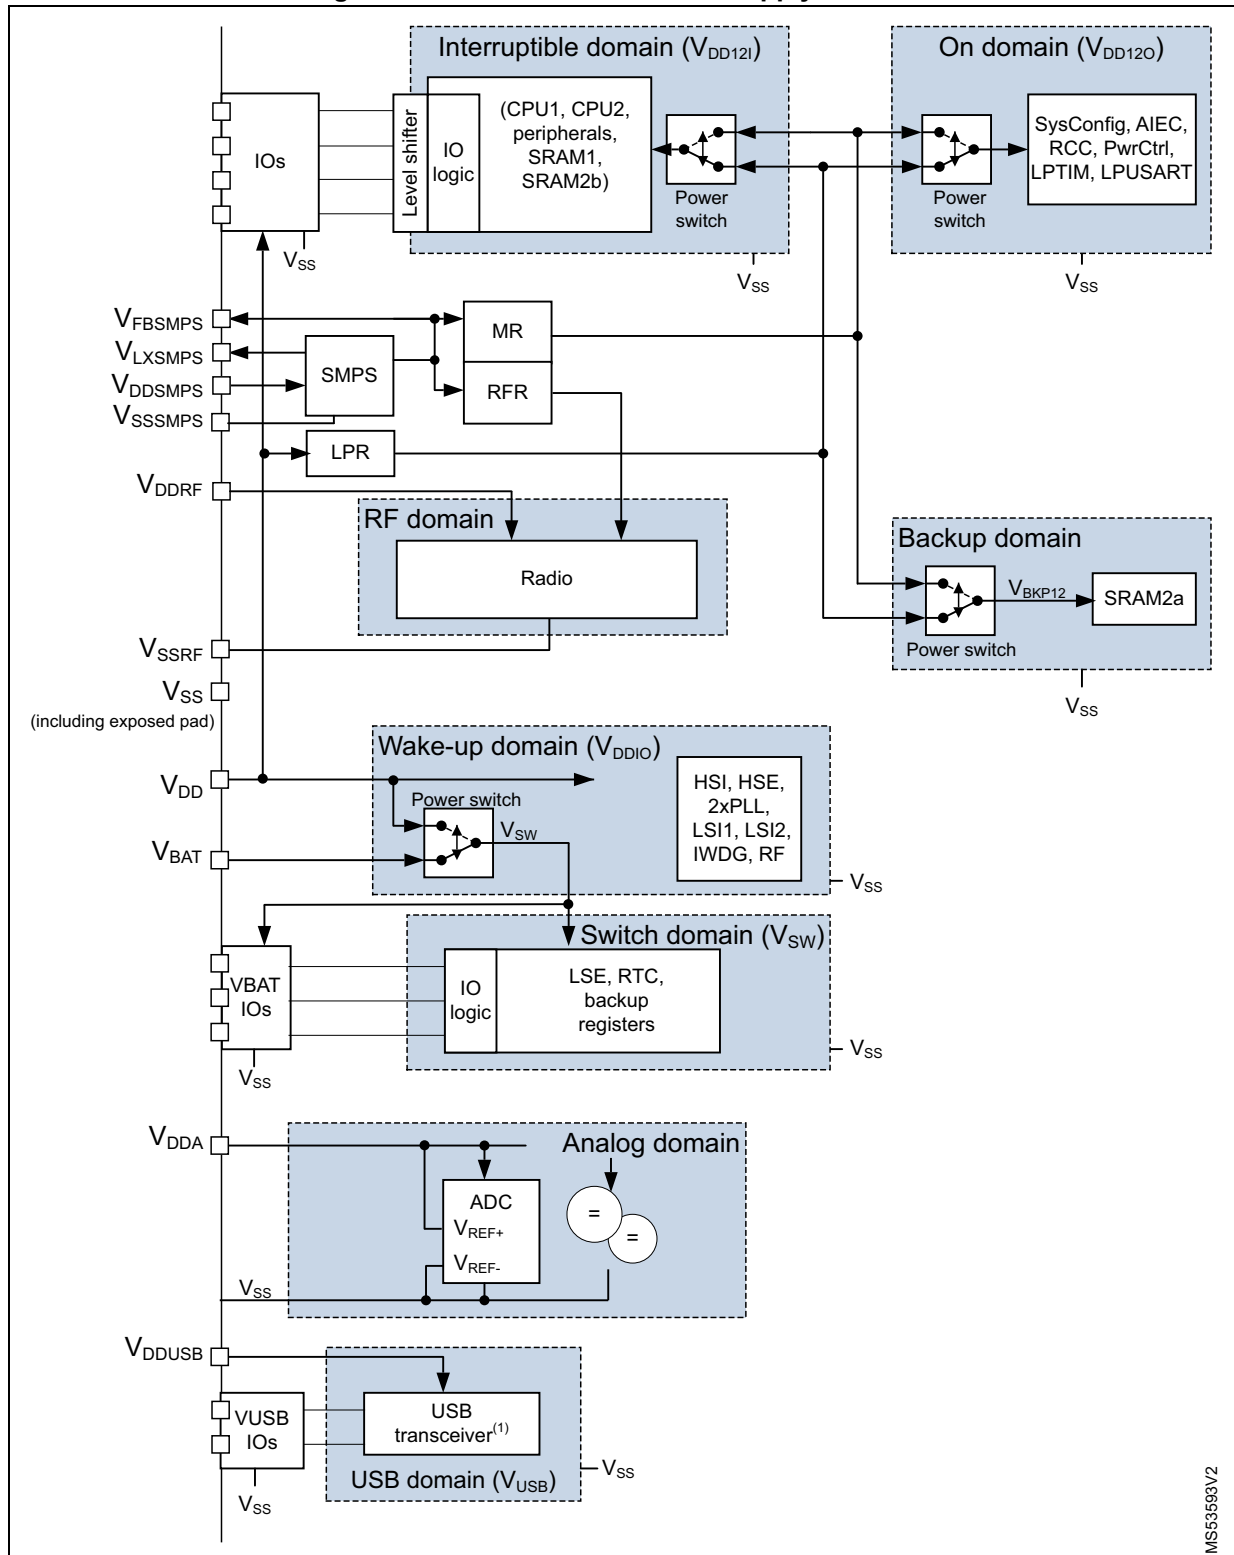 Interruptible domain (VDD12I)
On domain (VDD12O)
IOs
Level shifter
IO
logic
(CPU1, CPU2,
peripherals,
SRAM1,
SRAM2b)
Power
switch
Power
switch
SysConfig, AIEC,
RCC, PwrCtrl,
LPTIM, LPUSART
VSS
VSS
VSS
VFBSMPS
VLXSMPS
VDDSMPS
VSSSMPS
SMPS
MR
RFR
LPR
VDDRF
RF domain
Radio
Backup domain
VBKP12
SRAM2a
Power switch
VSS
VSSRF
VSS
(including exposed pad)
Wake-up domain (VDDIO)
VDD
Power switch
VSW
HSI, HSE,
2xPLL,
LSI1, LSI2,
IWDG, RF
VBAT
VSS
Switch domain (VSW)
VBAT
IOs
IO
logic
LSE, RTC,
backup
registers
VSS
VSS
VDDA
Analog domain
ADC
VREF+
VREF-
=
=
VSS
VDDUSB
VUSB
IOs
USB
transceiver(1)
USB domain (VUSB)
VSS
VSS
MS53593V2